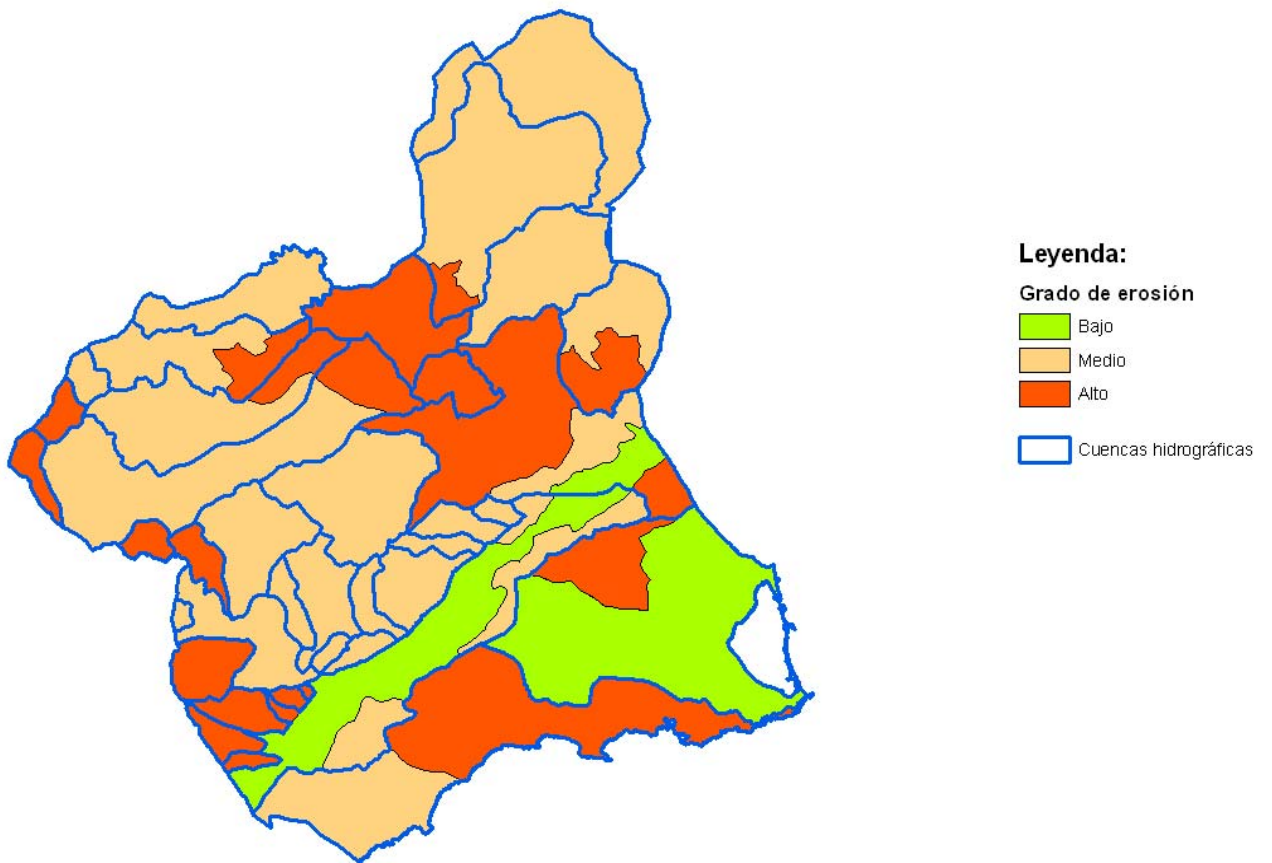 Leyenda:
Grado de erosión
Bajo
Medio
Alto
Cuencas hidrográficas